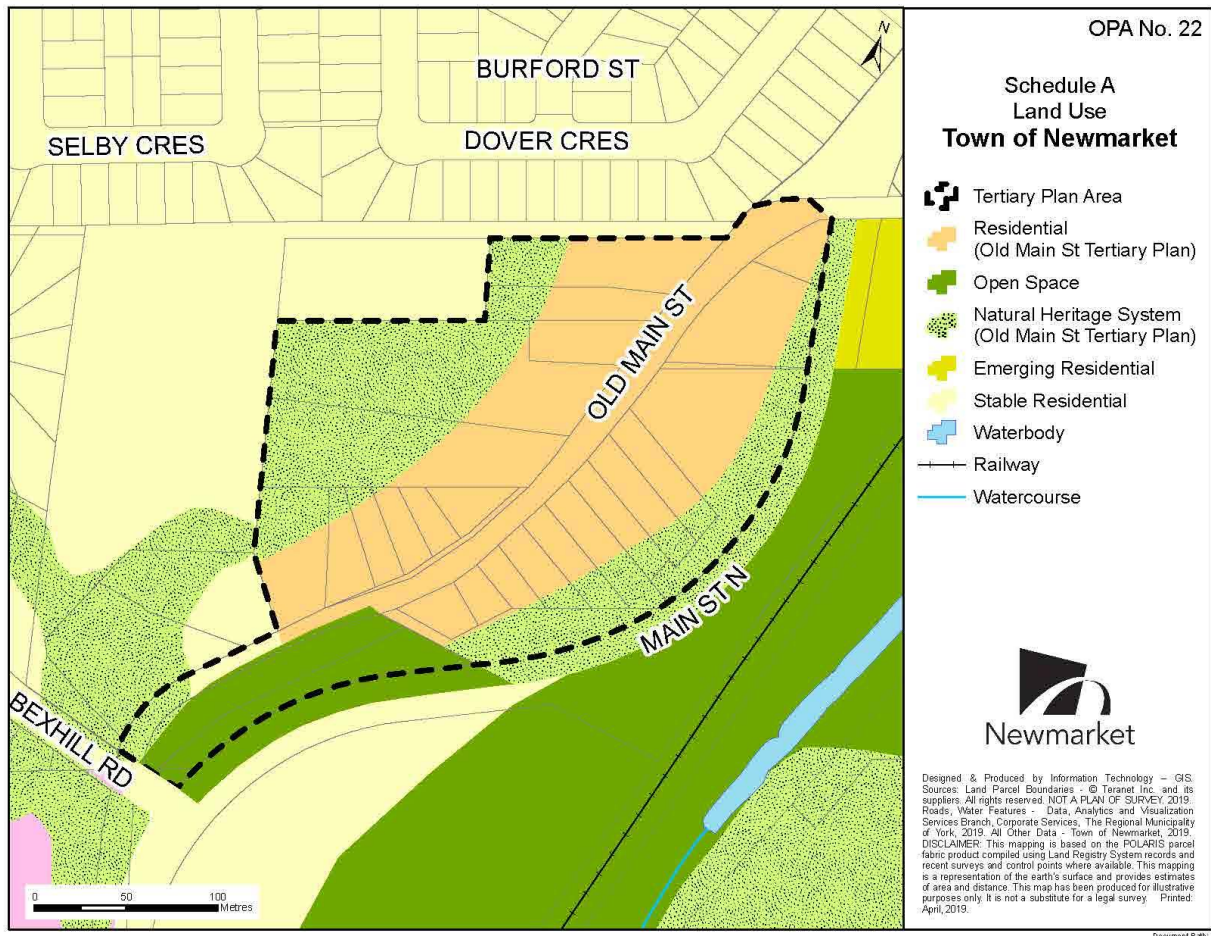 OPA No. 22
Schedule A
Land Use
Town of Newmarket
N
BURFORD ST
SELBY CRES
DOVER CRES
OLD MAIN ST
MAIN ST N
BEXHILL RD
0 50 100
Metres
Tertiary Plan Area
Residential
(Old Main St Tertiary Plan)
Open Space
Natural Heritage System
(Old Main St Tertiary Plan)
Emerging Residential
Stable Residential
Waterbody
Railway
Watercourse
Newmarket
Designed & Produced by Information Technology – GIS.
Sources: Land Parcel Boundaries - © Teranet Inc. and its
suppliers. All rights reserved. NOT A PLAN OF SURVEY. 2019.
Roads, Water Features - Data, Analytics and Visualization
Services Branch, Corporate Services, The Regional Municipality
of York, 2019. All Other Data - Town of Newmarket, 2019.
DISCLAIMER: This mapping is based on the POLARIS parcel
fabric product compiled using Land Registry System records and
recent surveys and control points where available. This mapping
is a representation of the earth's surface and provides estimates
of area and distance. This map has been produced for illustrative
purposes only. It is not a substitute for a legal survey. Printed:
April, 2019.